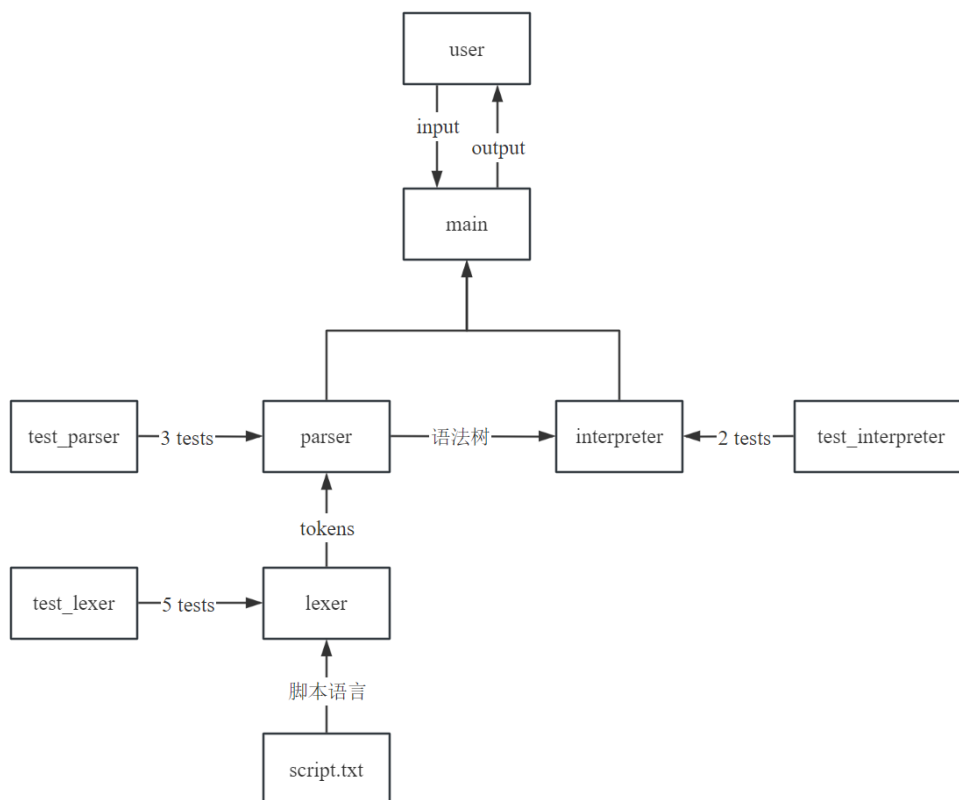 user
input
output
main
test_parser
3 tests
parser
语法树
interpreter
2 tests
test_interpreter
tokens
test_lexer
5 tests
lexer
脚本语言
script.txt